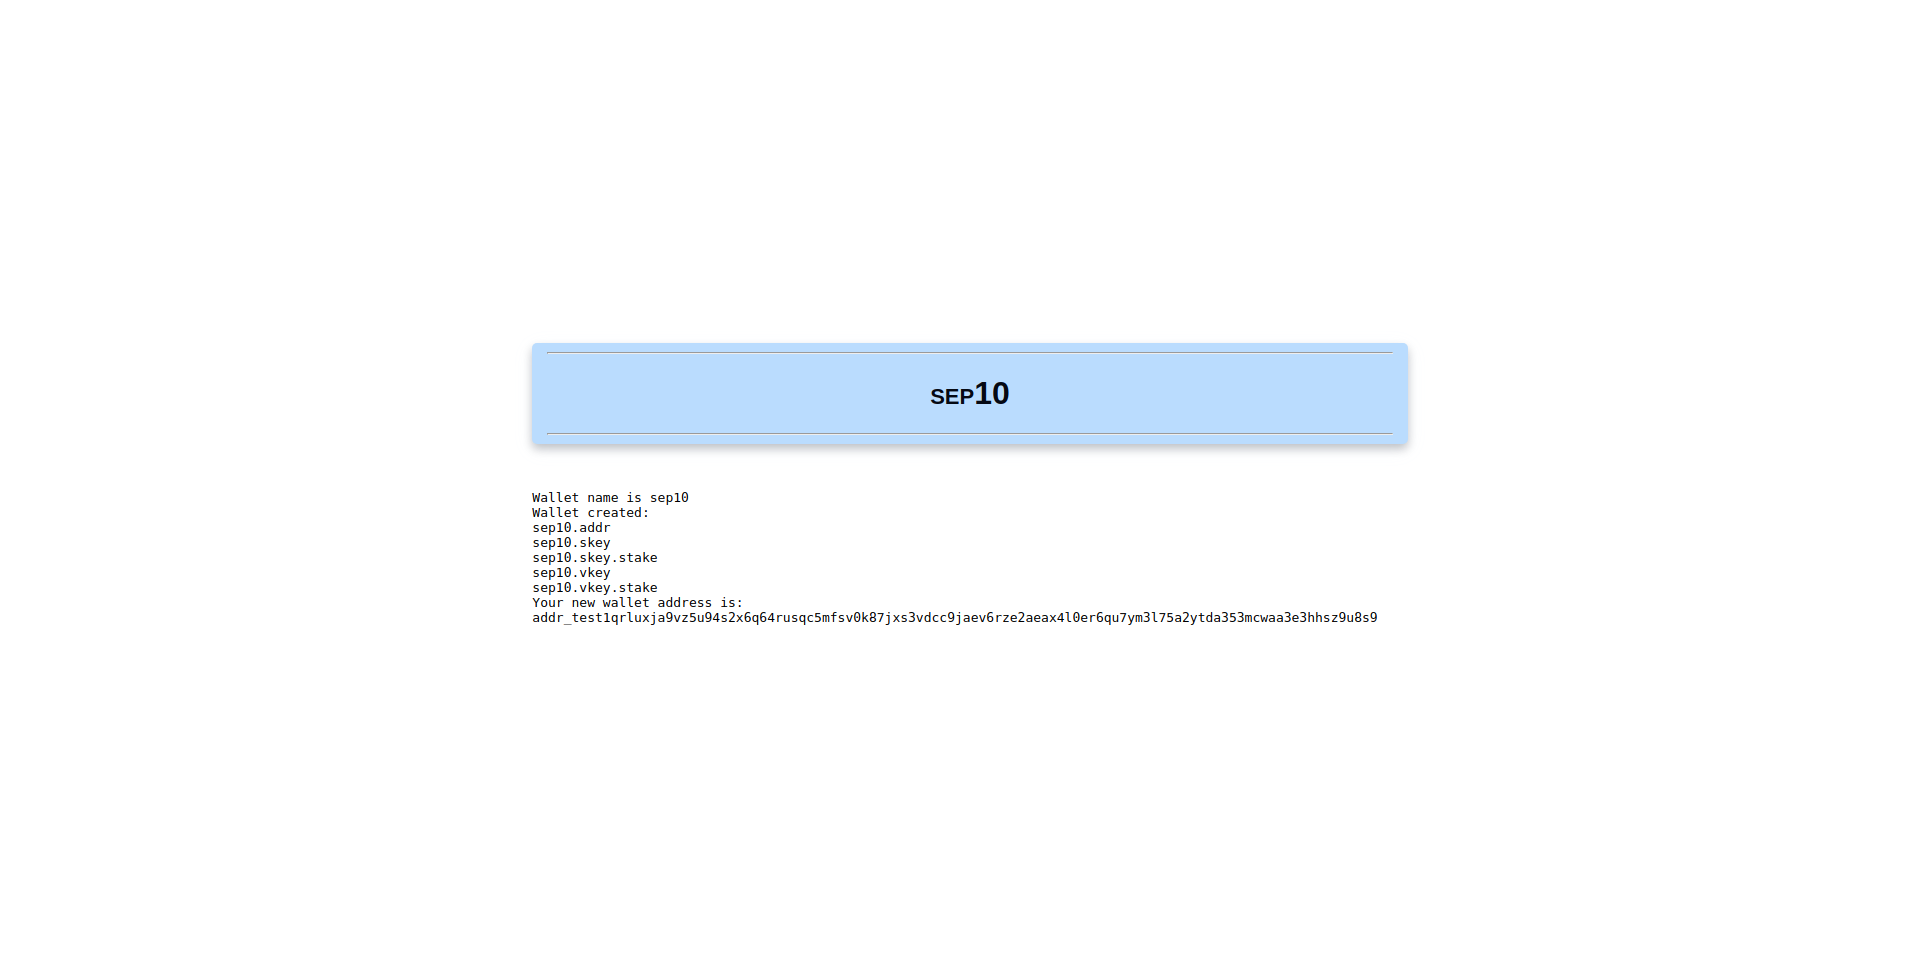 SEP10
Wallet name is sep10
Wallet created:
sep10.addr
sep10.skey
sep10.skey.stake
sep10.vkey
sep10.vkey.stake
Your new wallet address is:
addr_test1qrluxja9vz5u94s2x6q64rusqc5mfsv0k87jxs3vdcc9jaev6rze2aeax4l0er6qu7ym3l75a2ytda353mcwaa3e3hhsz9u8s9